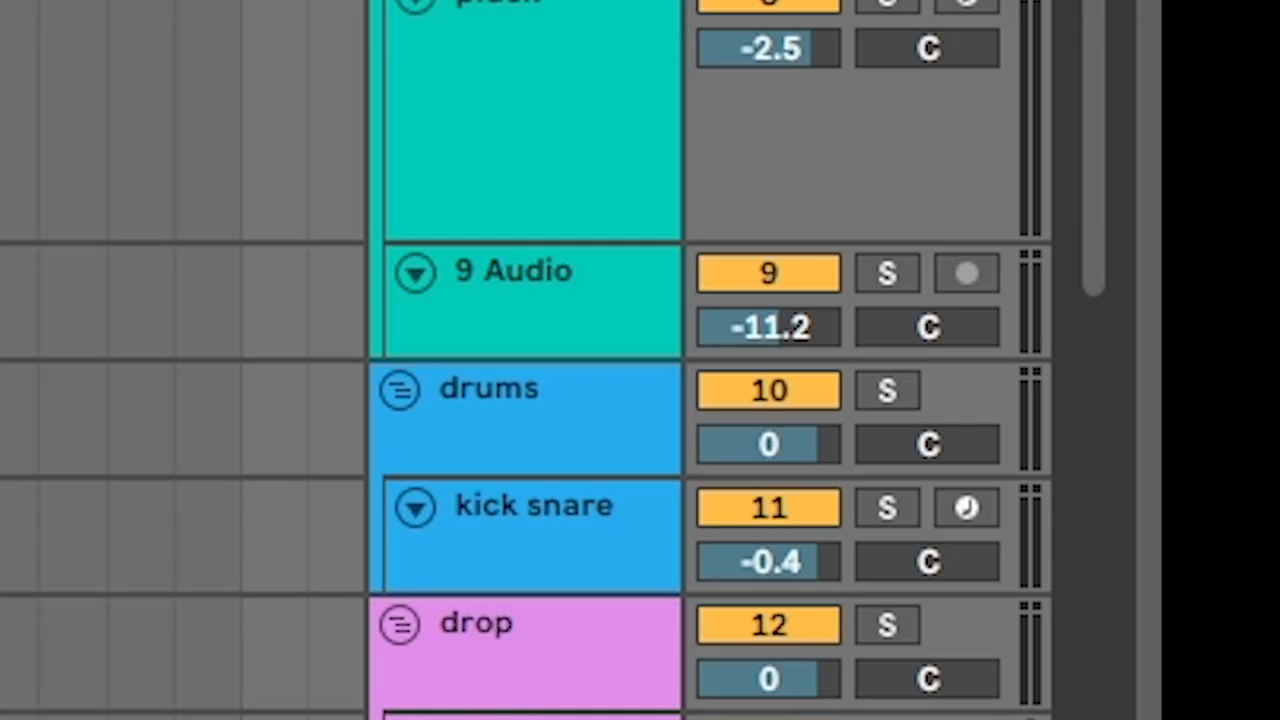 S
-2.5 C
9 Audio 9 S
-11.2 C
drums 10 S
0 C
kick snare 11 S
-0.4 C
drop 12 S
0 C